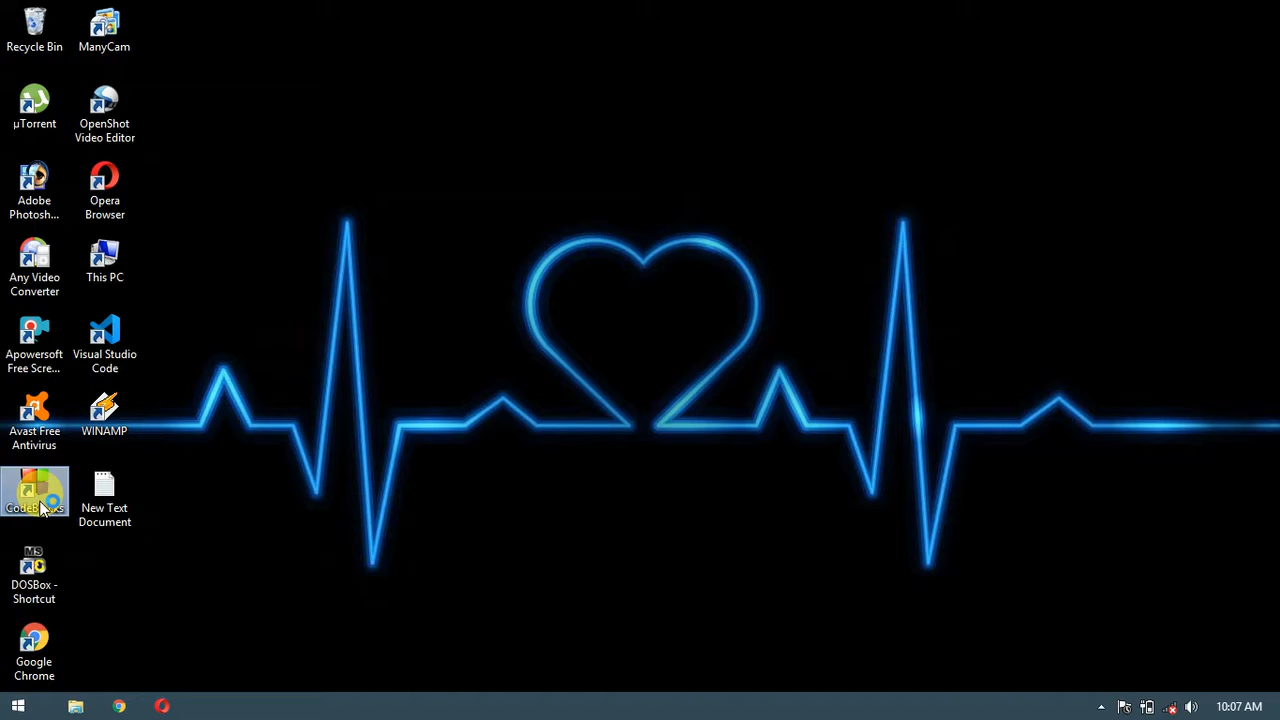 Recycle Bin
ManyCam
µTorrent
OpenShot
Video Editor
Adobe
Photosh...
Opera
Browser
Any Video
Converter
This PC
Apowersoft
Free Scre...
Visual Studio
Code
Avast Free
Antivirus
WINAMP
New Text
Document
MS
DOSBox -
Shortcut
Google
Chrome
10:07 AM